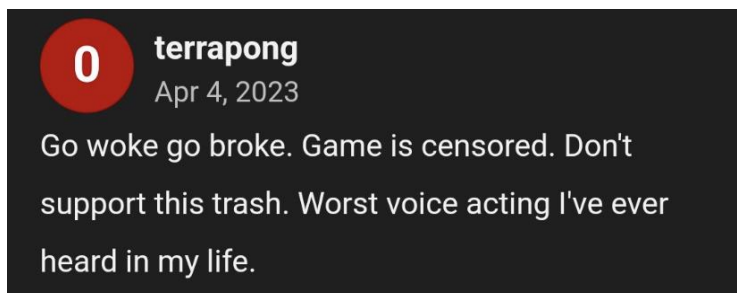 0
terrapong
Apr 4, 2023
Go woke go broke. Game is censored. Don't
support this trash. Worst voice acting I've ever
heard in my life.